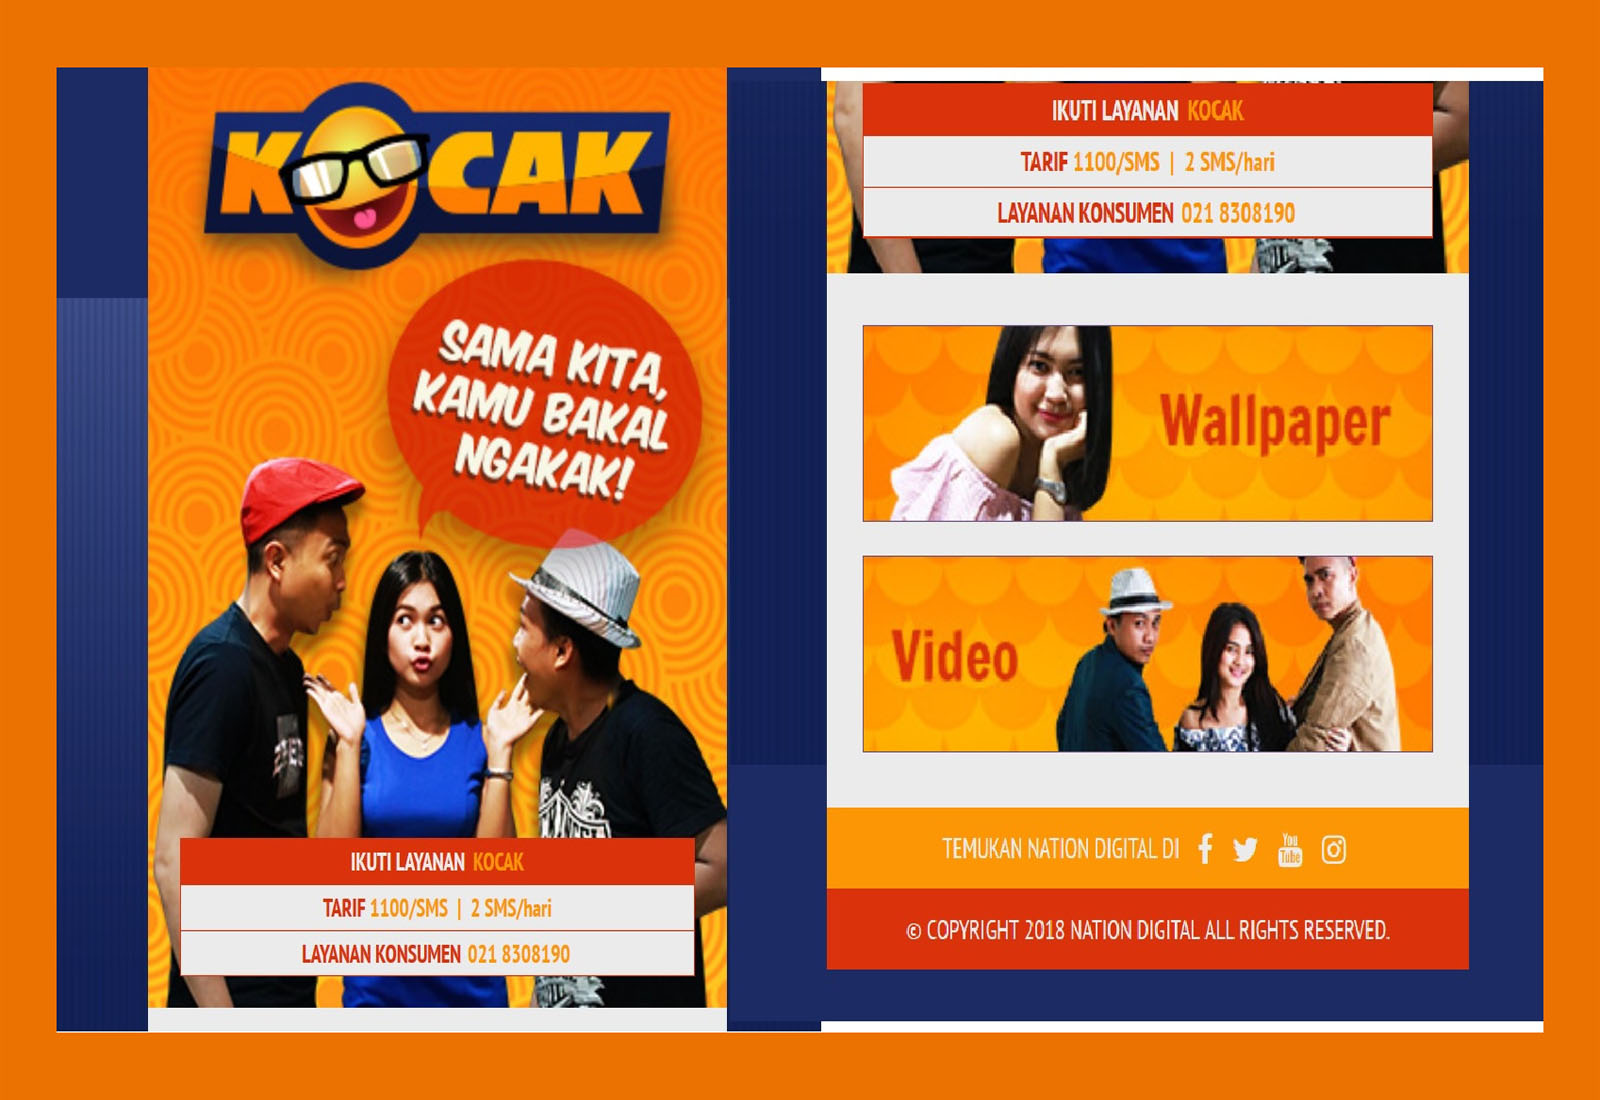 KOCAK
SAMA KITA,
KAMU BAKAL
NGAKAK!
IKUTI LAYANAN KOCAK
TARIF 1100/SMS | 2 SMS/hari
LAYANAN KONSUMEN 021 8308190
IKUTI LAYANAN KOCAK
TARIF 1100/SMS | 2 SMS/hari
LAYANAN KONSUMEN 021 8308190
Wallpaper
Video
TEMUKAN NATION DIGITAL DI
You
Tube
© COPYRIGHT 2018 NATION DIGITAL ALL RIGHTS RESERVED.